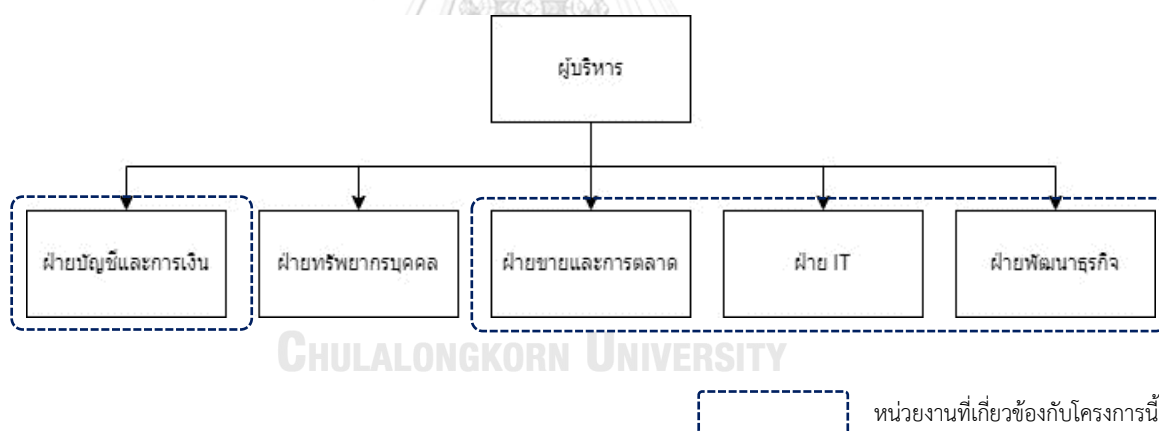 ผู้บริหาร
ฝ่ายบัญชีและการเงิน
ฝ่ายทรัพยากรบุคคล
ฝ่ายขายและการตลาด
ฝ่าย IT
ฝ่ายพัฒนาธุรกิจ
CHULALONGKORN UNIVERSITY
หน่วยงานที่เกี่ยวข้องกับโครงการนี้